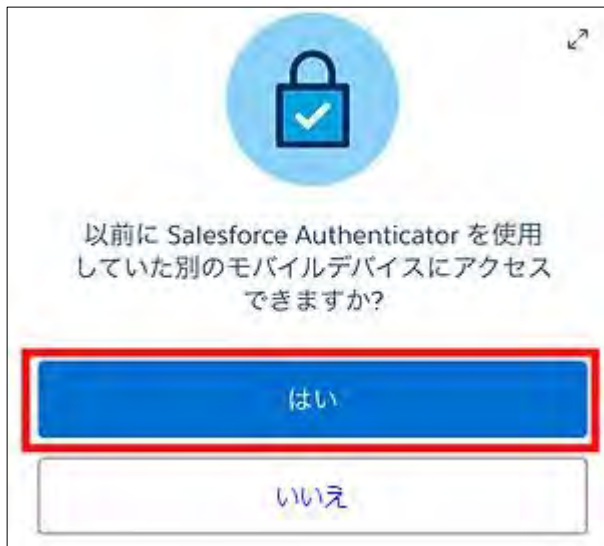 以前に Salesforce Authenticator を使用
していた別のモバイルデバイスにアクセス
できますか?
はい
いいえ